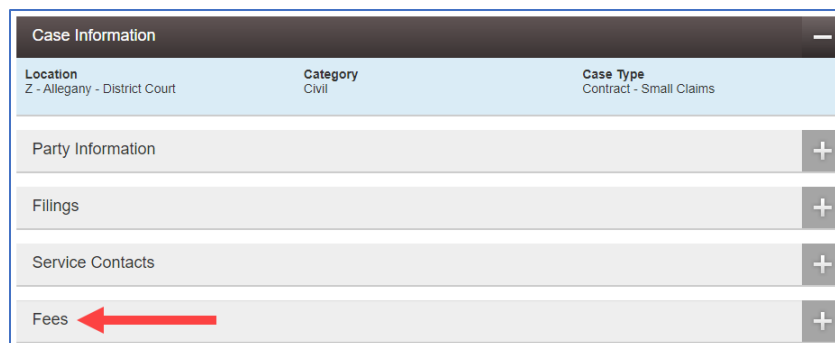 Case Information
Location Category Case Type
Z - Allegany - District Court Civil Contract - Small Claims
Party Information
Filings
Service Contacts
Fees